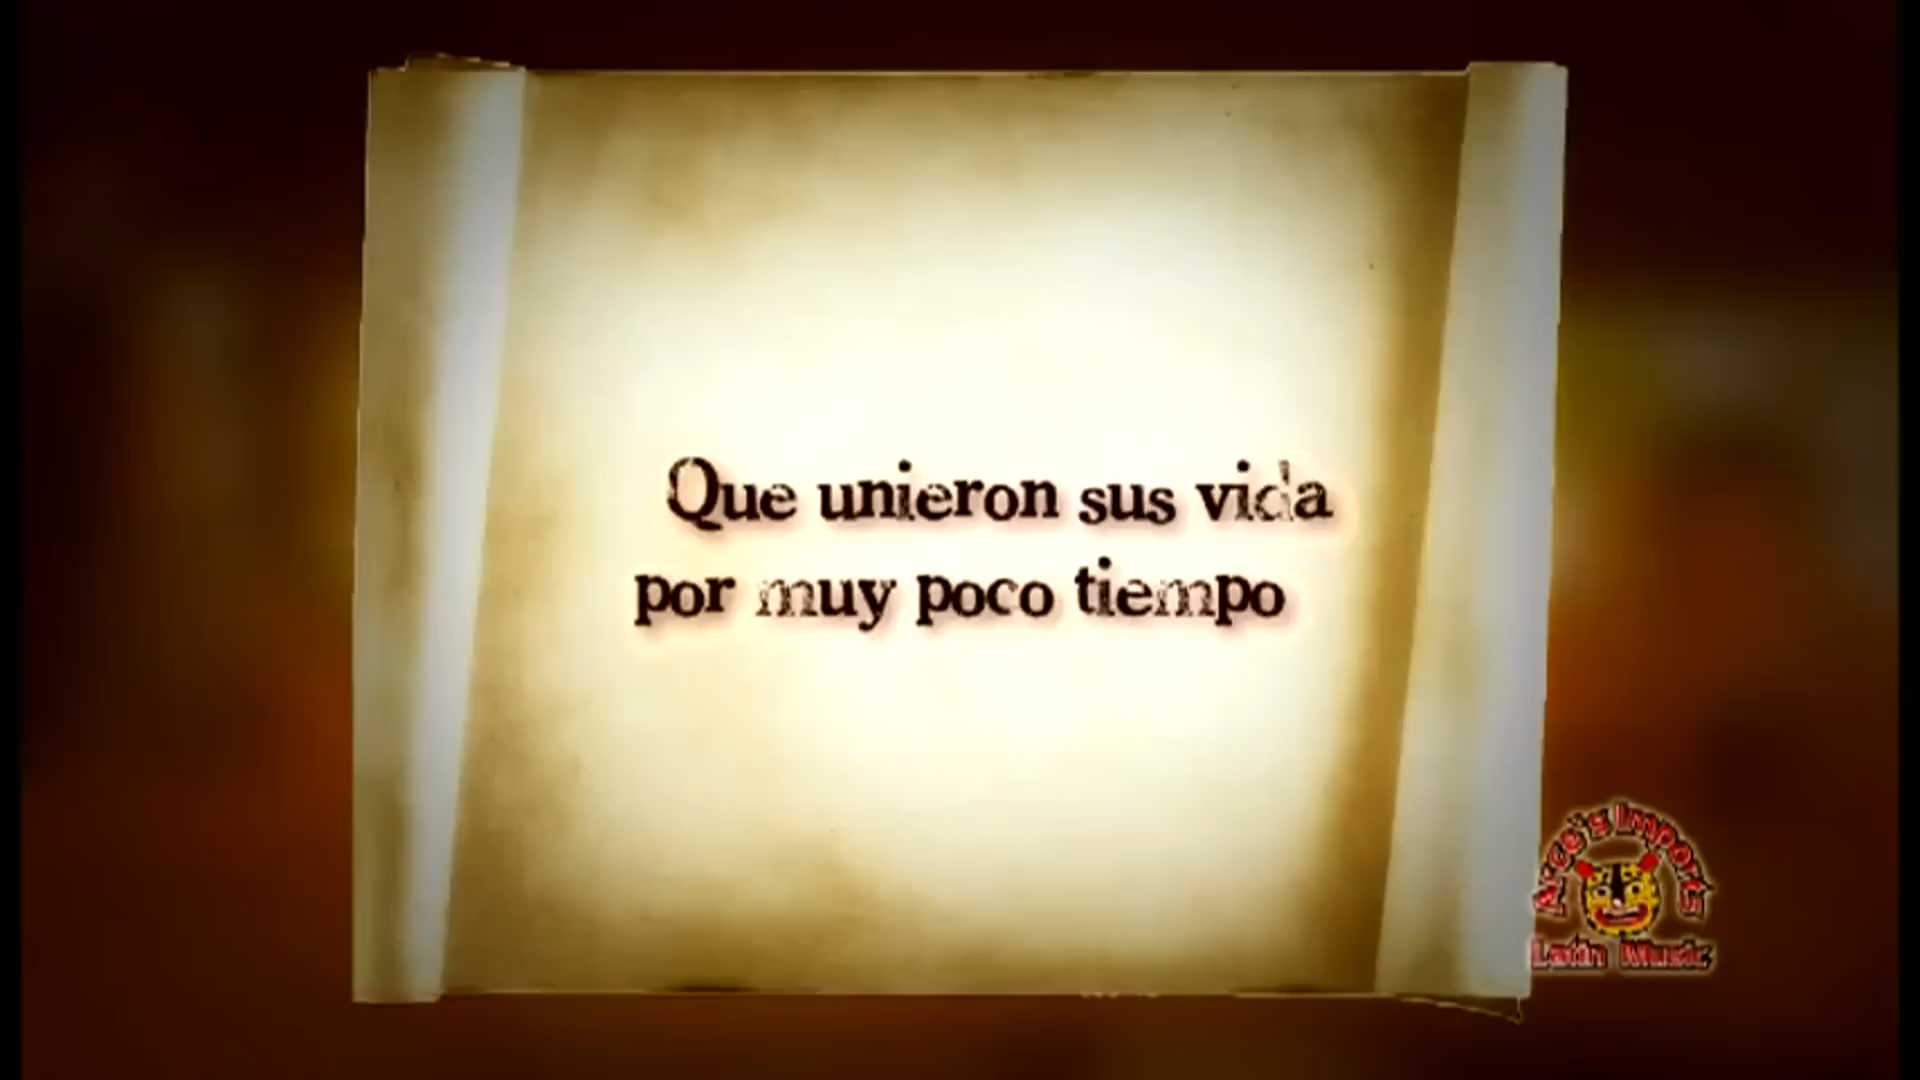 Que unieron sus vida
por muy poco tiempo
Arce's Imports
Latin Music